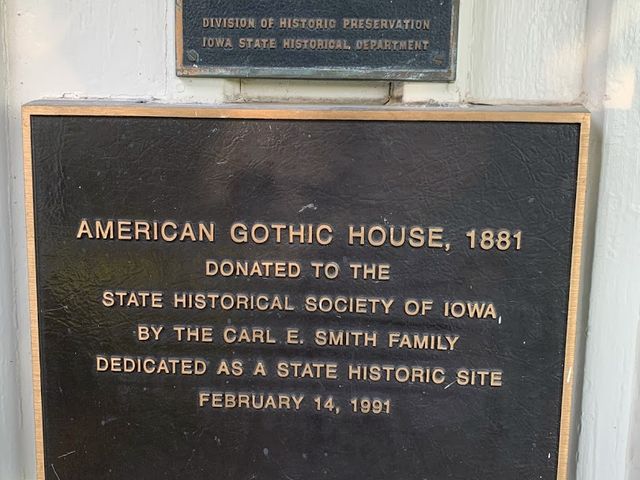 DIVISION OF HISTORIC PRESERVATION
IOWA STATE HISTORICAL DEPARTMENT
AMERICAN GOTHIC HOUSE, 1881
DONATED TO THE
STATE HISTORICAL SOCIETY OF IOWA,
BY THE CARL E. SMITH FAMILY
DEDICATED AS A STATE HISTORIC SITE
FEBRUARY 14, 1991